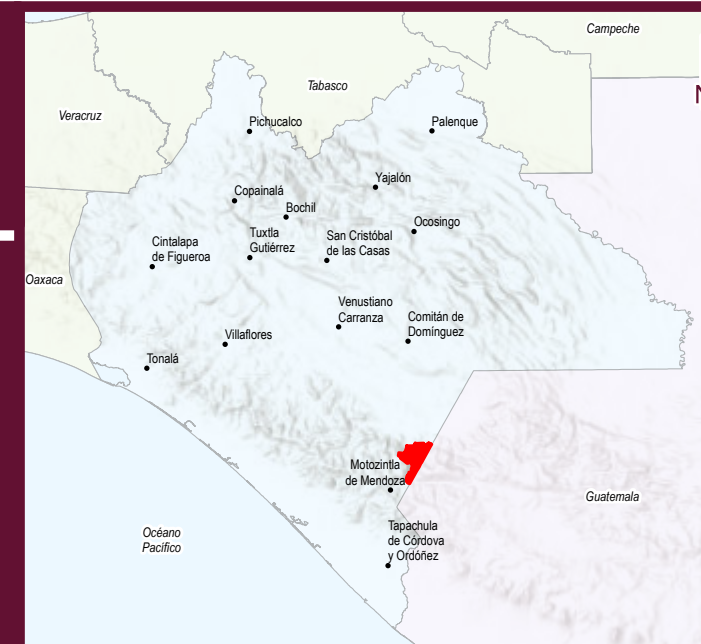 Campeche
Tabasco
N
Veracruz
Pichucalco
Palenque
Yajalón
Copainalá
Bochil
Ocosingo
Tuxtla
Gutiérrez
San Cristóbal
de las Casas
Cintalapa
de Figueroa
Oaxaca
Venustiano
Carranza
Comitán de
Domínguez
Villaflores
Tonalá
Motozintla
de Mendoza
Guatemala
Océano
Pacifico
Tapachula
de Córdova
y Ordóñez